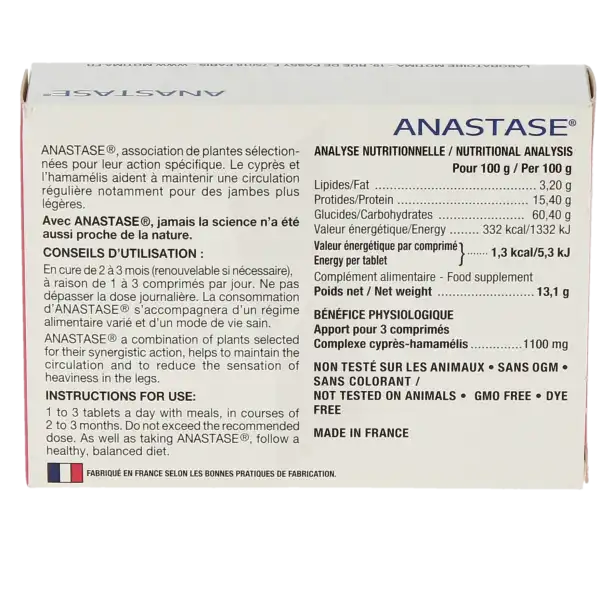 LABORATOIRE MOTIMA - 19, RUE DE PASSY, 75016 PARIS - WWW.MOTIMA.FR
ANASTASE®
ANASTASE®
ANASTASE®, association de plantes sélection-
nées pour leur action spécifique. Le cyprès et
l'hamamélis aident à maintenir une circulation
régulière notamment pour des jambes plus
légères.
Avec ANASTASE®, jamais la science n'a été
aussi proche de la nature.
CONSEILS D'UTILISATION :
En cure de 2 à 3 mois (renouvelable si nécessaire),
à raison de 1 à 3 comprimés par jour. Ne pas
dépasser la dose journalière. La consommation
d'ANASTASE® s'accompagnera d'un régime
alimentaire varié et d'un mode de vie sain.
ANASTASE® a combination of plants selected
for their synergistic action, helps to maintain the
circulation and to reduce the sensation of
heaviness in the legs.
INSTRUCTIONS FOR USE:
1 to 3 tablets a day with meals, in courses of
2 to 3 months. Do not exceed the recommended
dose. As well as taking ANASTASE®, follow a
healthy, balanced diet.
FABRIQUÉ EN FRANCE SELON LES BONNES PRATIQUES DE FABRICATION.
ANALYSE NUTRITIONNELLE / NUTRITIONAL ANALYSIS
Pour 100 g / Per 100 g
Lipides/Fat ........ 3,20 g
Protides/Protein ........ 15,40 g
Glucides/Carbohydrates ........ 60,40 g
Valeur énergétique/Energy ........ 332 kcal/1332 kJ
Valeur énergétique par comprimé
Energy per tablet } ...... 1,3 kcal/5,3 kJ
Complément alimentaire - Food supplement
Poids net / Net weight ........ 13,1 g
BÉNÉFICE PHYSIOLOGIQUE
Apport pour 3 comprimés
Complexe cyprès-hamamélis ........ 1100 mg
NON TESTÉ SUR LES ANIMAUX • SANS OGM •
SANS COLORANT /
NOT TESTED ON ANIMALS • GMO FREE • DYE
FREE
MADE IN FRANCE